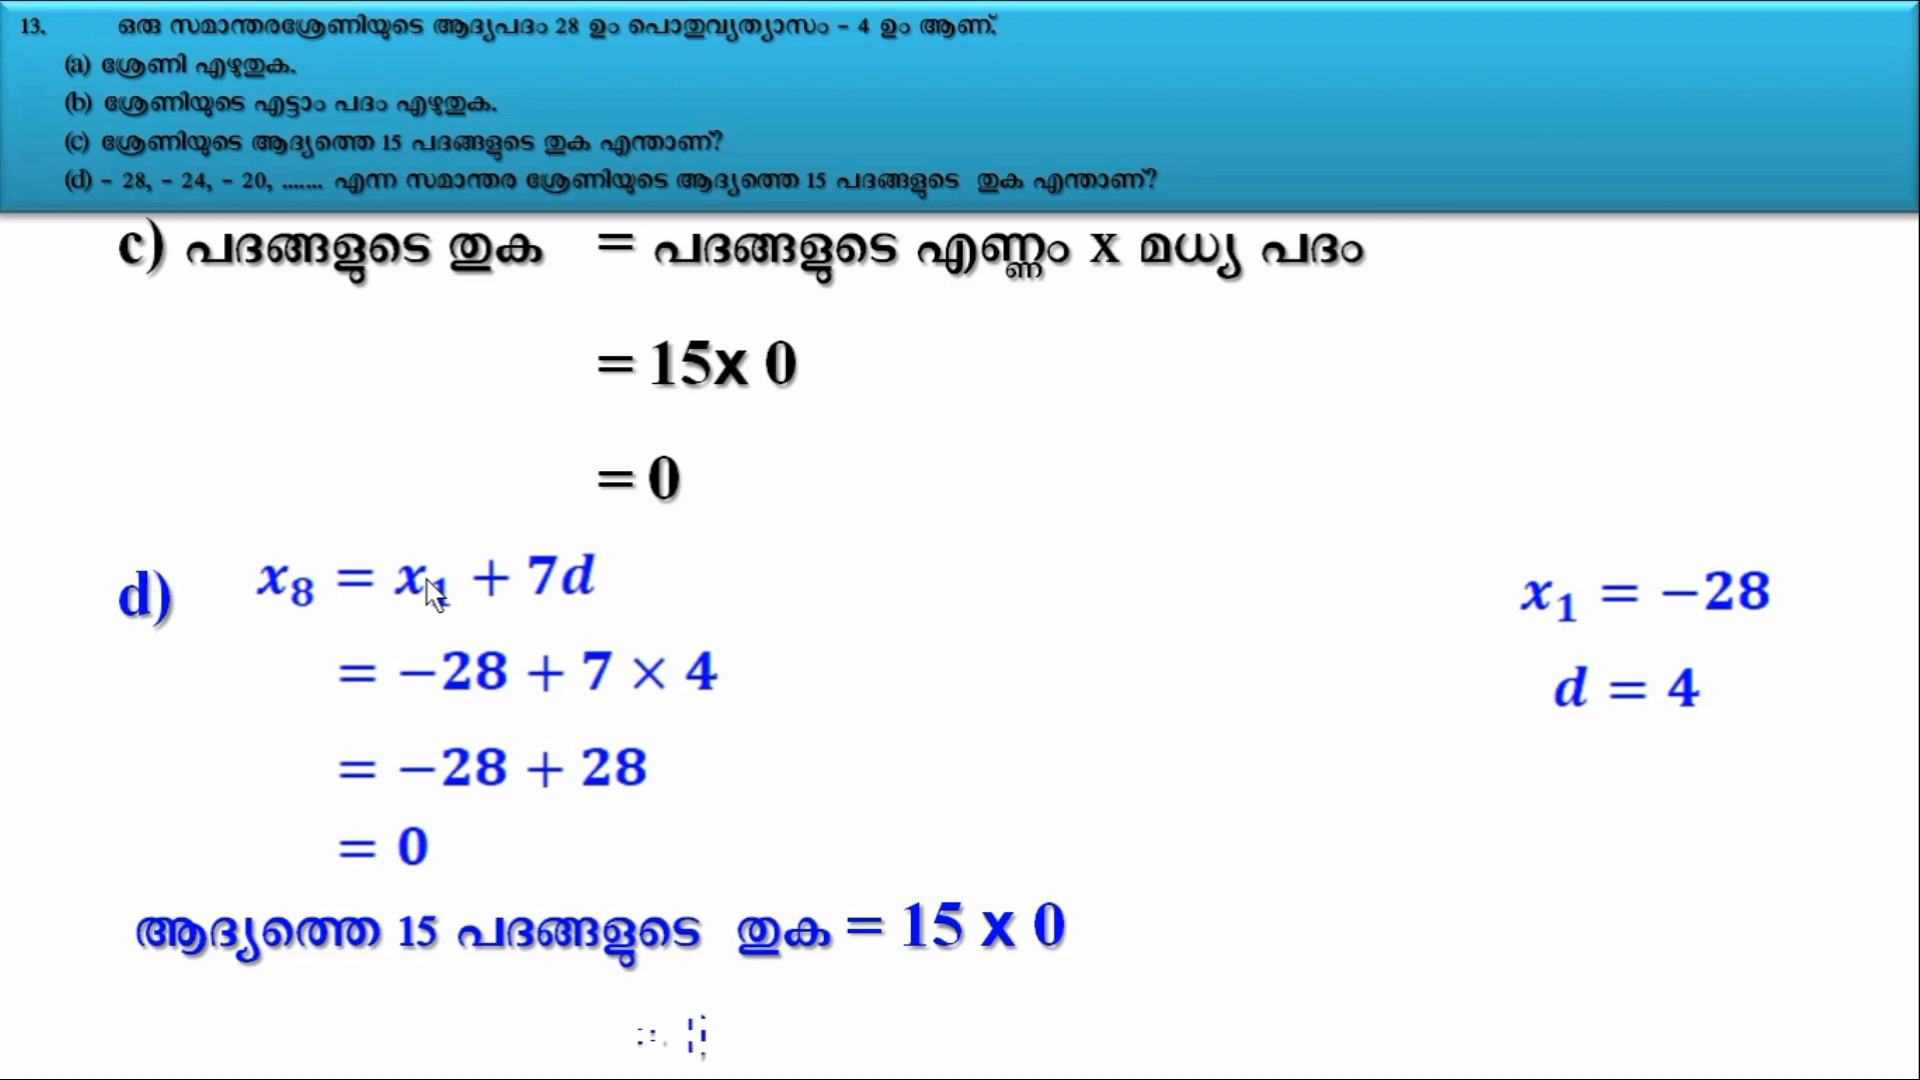 13. ഒരു സമാന്തരശ്രേണിയുടെ ആദ്യപദം 28 ഉം പൊതുവ്യത്യാസം - 4 ഉം ആണ്.
(a) ശ്രേണി എഴുതുക.
(b) ശ്രേണിയുടെ എട്ടാം പദം എഴുതുക.
(c) ശ്രേണിയുടെ ആദ്യത്തെ 15 പദങ്ങളുടെ തുക എന്താണ്?
(d) - 28, - 24, - 20, ....... എന്ന സമാന്തര ശ്രേണിയുടെ ആദ്യത്തെ 15 പദങ്ങളുടെ തുക എന്താണ്?
c) പദങ്ങളുടെ തുക = പദങ്ങളുടെ എണ്ണം x മധ്യ പദം
= 15x 0
= 0
d) x₈ = x₁ + 7d
x₁ = −28
= −28 + 7 × 4
d = 4
= −28 + 28
= 0
ആദ്യത്തെ 15 പദങ്ങളുടെ തുക = 15 x 0